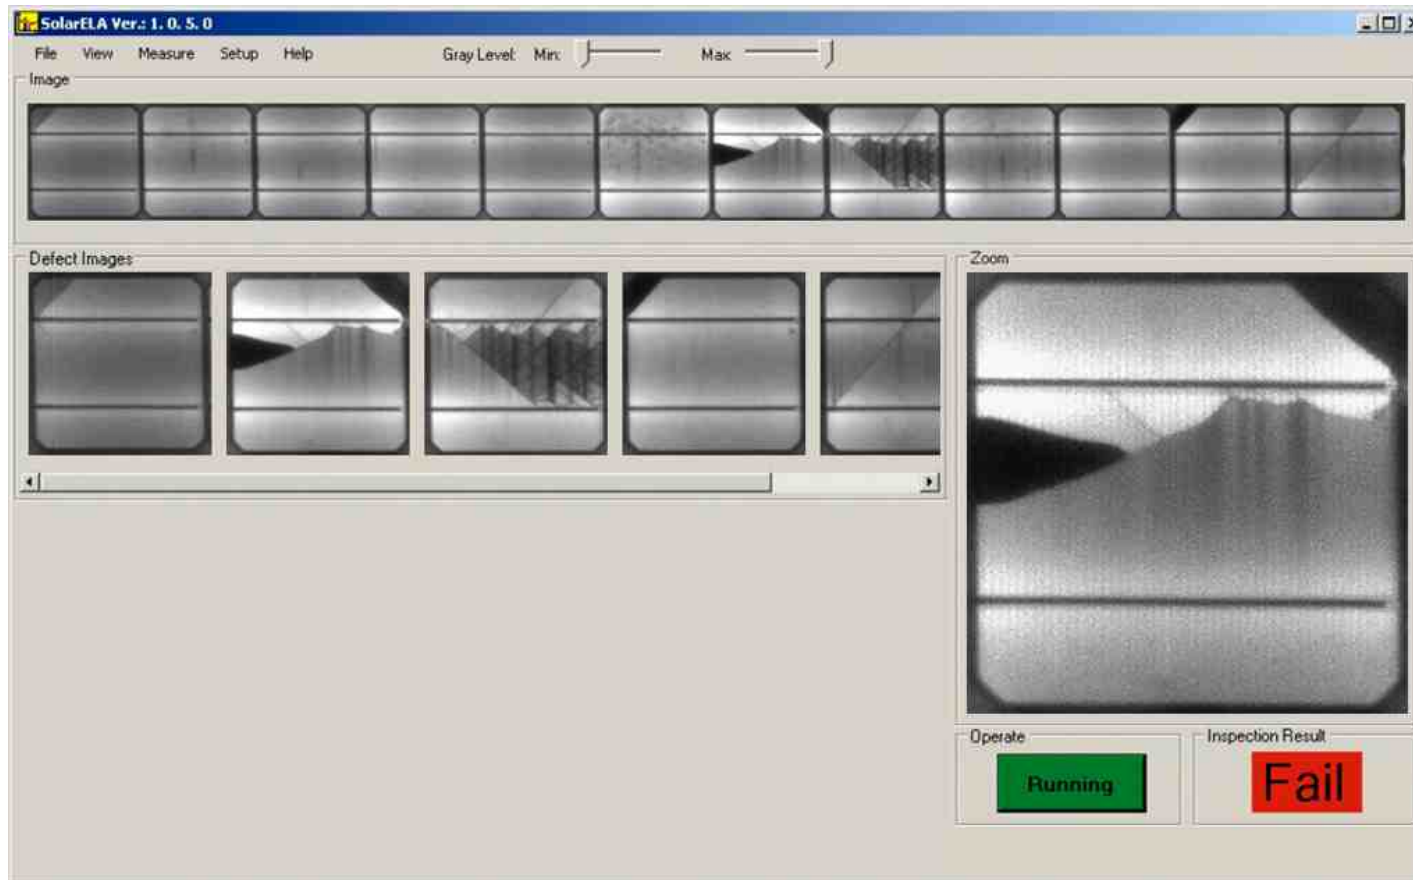 SolarELA Ver.: 1. 0. 5. 0
File View Measure Setup Help Gray Level: Min: Max:
Image
Defect Images
Zoom
Operate
Inspection Result
Running
Fail